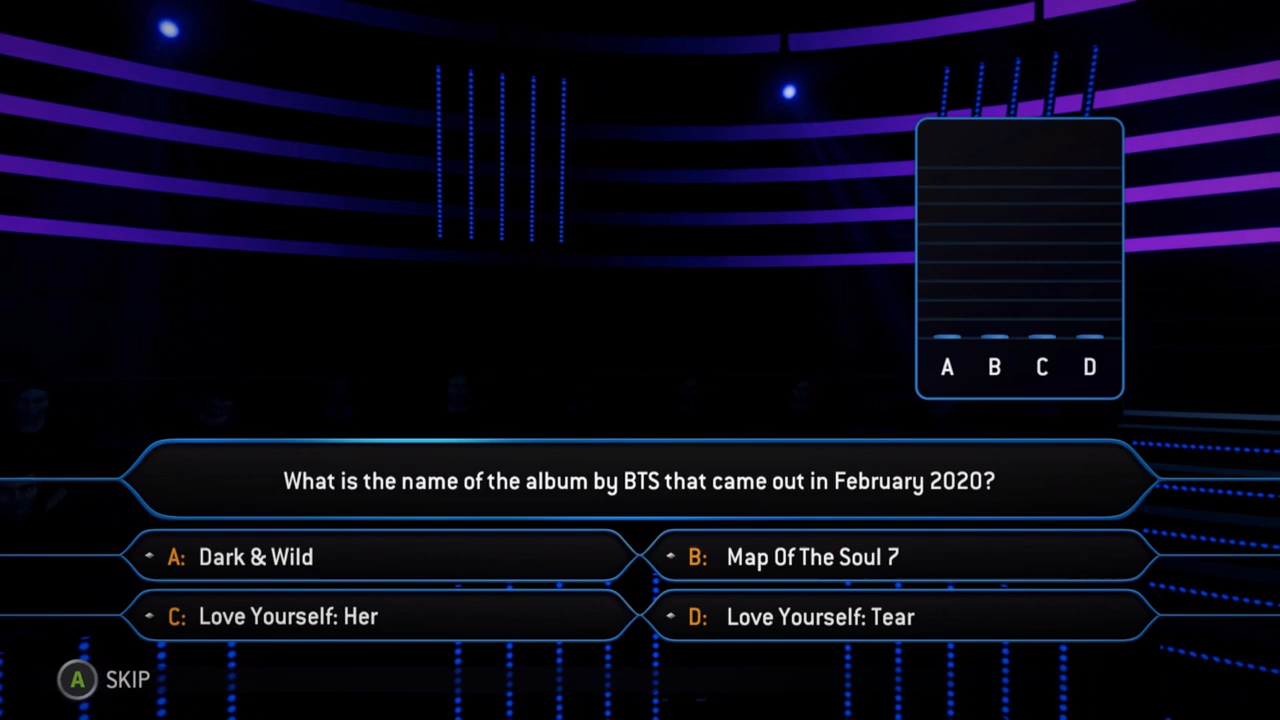 A B C D
What is the name of the album by BTS that came out in February 2020?
A: Dark & Wild
B: Map Of The Soul 7
C: Love Yourself: Her
D: Love Yourself: Tear
A SKIP